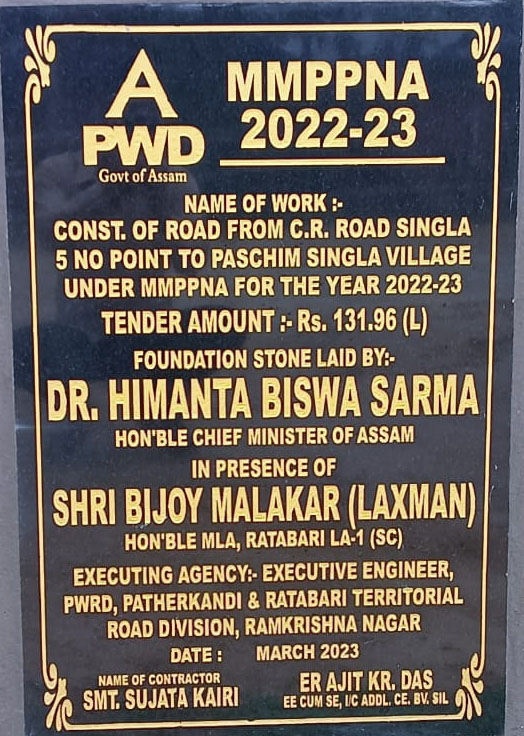 A
PWD
Govt of Assam
MMPPNA
2022-23
NAME OF WORK :-
CONST. OF ROAD FROM C.R. ROAD SINGLA
5 NO POINT TO PASCHIM SINGLA VILLAGE
UNDER MMPPNA FOR THE YEAR 2022-23
TENDER AMOUNT :- Rs. 131.96 (L)
FOUNDATION STONE LAID BY:-
DR. HIMANTA BISWA SARMA
HON'BLE CHIEF MINISTER OF ASSAM
IN PRESENCE OF
SHRI BIJOY MALAKAR (LAXMAN)
HON'BLE MLA, RATABARI LA-1 (SC)
EXECUTING AGENCY:- EXECUTIVE ENGINEER,
PWRD, PATHERKANDI & RATABARI TERRITORIAL
ROAD DIVISION, RAMKRISHNA NAGAR
DATE : MARCH 2023
NAME OF CONTRACTOR
SMT. SUJATA KAIRI
ER AJIT KR. DAS
EE CUM SE, I/C ADDL. CE. BV. SIL